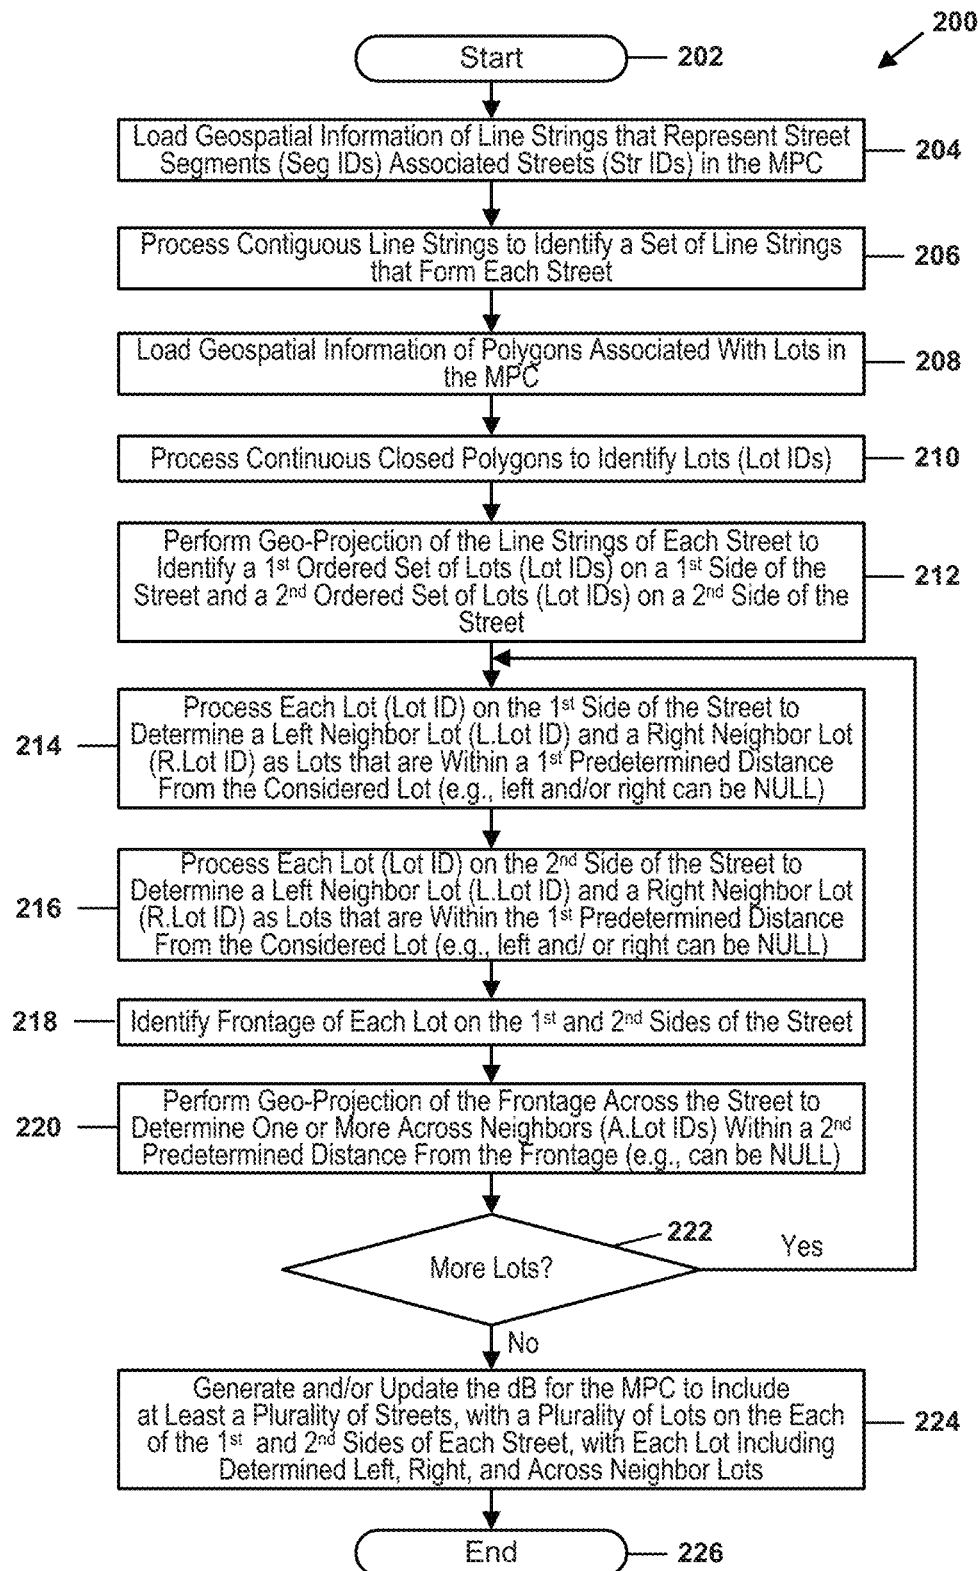 200
Start
202
Load Geospatial Information of Line Strings that Represent Street
Segments (Seg IDs) Associated Streets (Str IDs) in the MPC
204
Process Contiguous Line Strings to Identify a Set of Line Strings
that Form Each Street
206
Load Geospatial Information of Polygons Associated With Lots in
the MPC
208
Process Continuous Closed Polygons to Identify Lots (Lot IDs)
210
Perform Geo-Projection of the Line Strings of Each Street to
Identify a 1st Ordered Set of Lots (Lot IDs) on a 1st Side of the
Street and a 2nd Ordered Set of Lots (Lot IDs) on a 2nd Side of the
Street
212
Process Each Lot (Lot ID) on the 1st Side of the Street to
Determine a Left Neighbor Lot (L.Lot ID) and a Right Neighbor Lot
(R.Lot ID) as Lots that are Within a 1st Predetermined Distance
From the Considered Lot (e.g., left and/or right can be NULL)
214
Process Each Lot (Lot ID) on the 2nd Side of the Street to
Determine a Left Neighbor Lot (L.Lot ID) and a Right Neighbor Lot
(R.Lot ID) as Lots that are Within the 1st Predetermined Distance
From the Considered Lot (e.g., left and/ or right can be NULL)
216
218
Identify Frontage of Each Lot on the 1st and 2nd Sides of the Street
Perform Geo-Projection of the Frontage Across the Street to
Determine One or More Across Neighbors (A.Lot IDs) Within a 2nd
Predetermined Distance From the Frontage (e.g., can be NULL)
220
222
More Lots?
Yes
No
Generate and/or Update the dB for the MPC to Include
at Least a Plurality of Streets, with a Plurality of Lots on the Each
of the 1st and 2nd Sides of Each Street, with Each Lot Including
Determined Left, Right, and Across Neighbor Lots
224
End
226